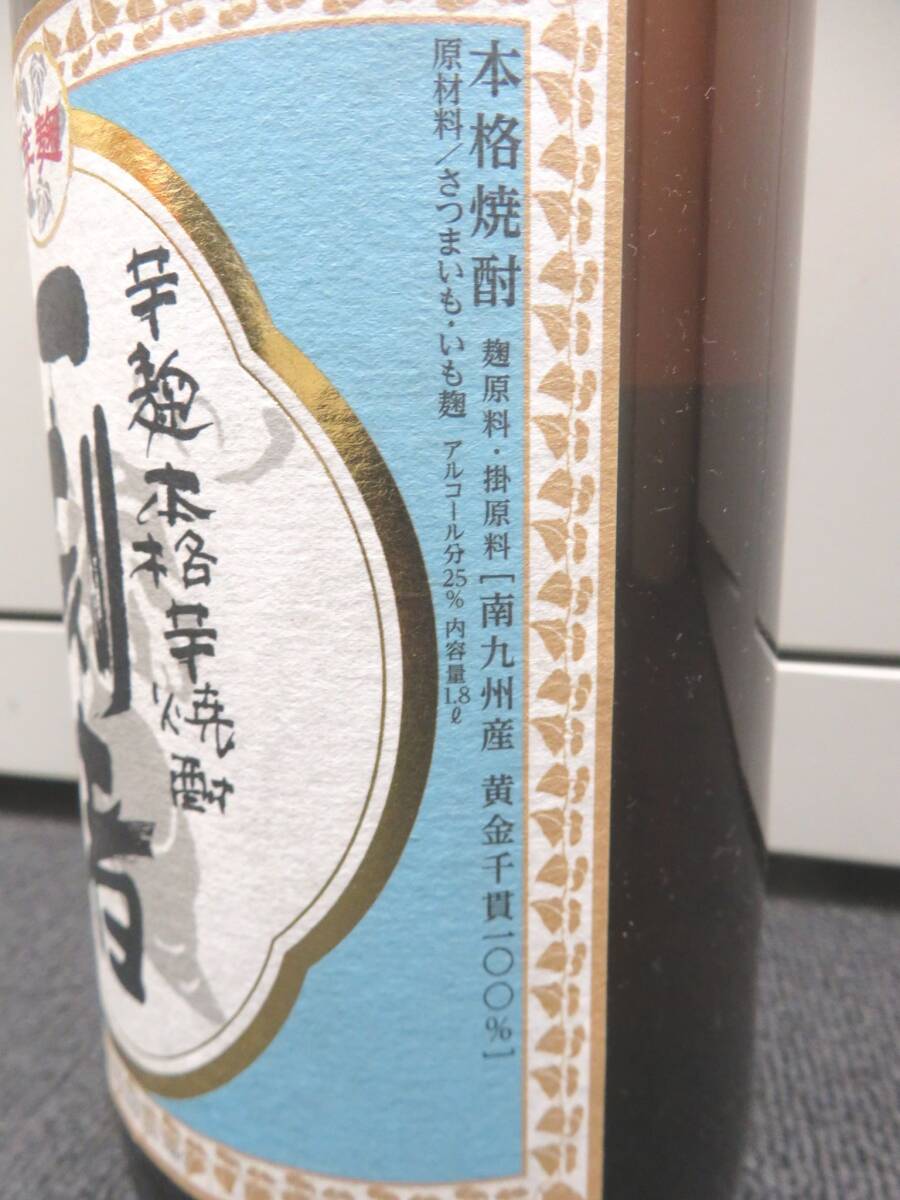 本格焼酎 麹原料・掛原料[南九州産 黄金千貫一〇〇%]
原材料/さつまいも・いも麹 アルコール分25% 内容量1.8ℓ
芋麹本格芋焼酎
麹